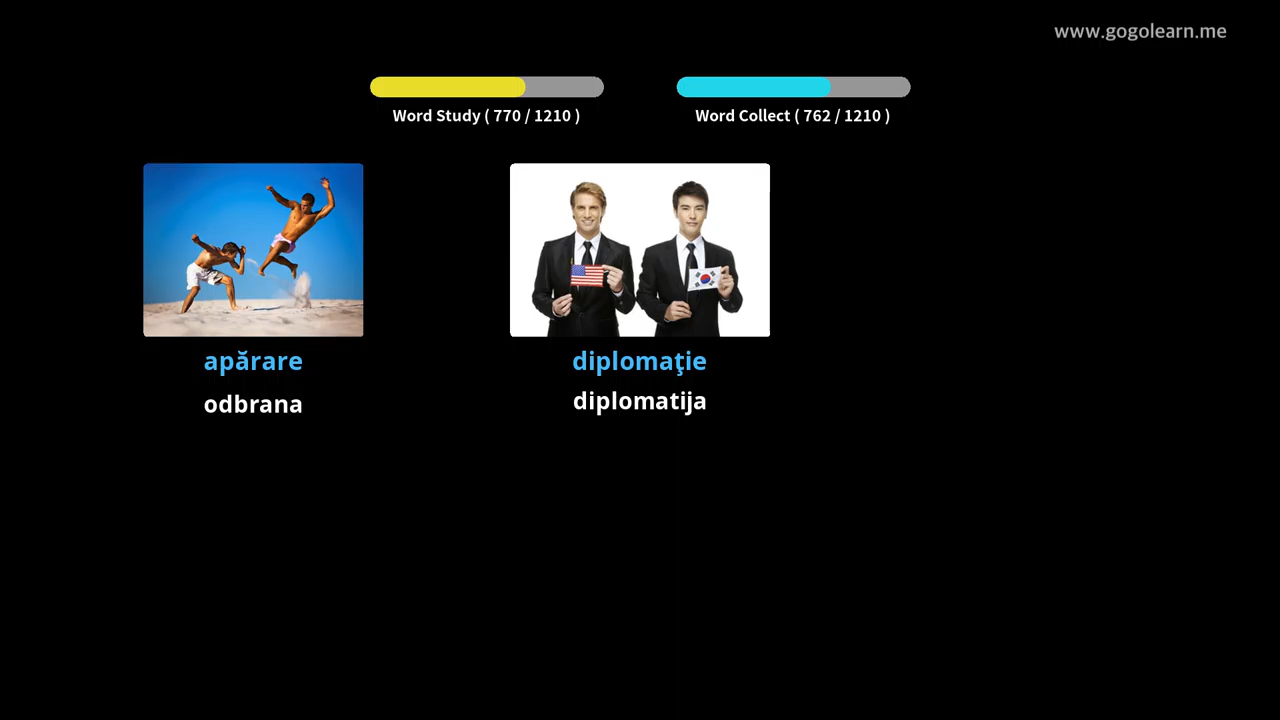 www.gogolearn.me
Word Study ( 770 / 1210 )
Word Collect ( 762 / 1210 )
apărare
diplomaţie
odbrana
diplomatija